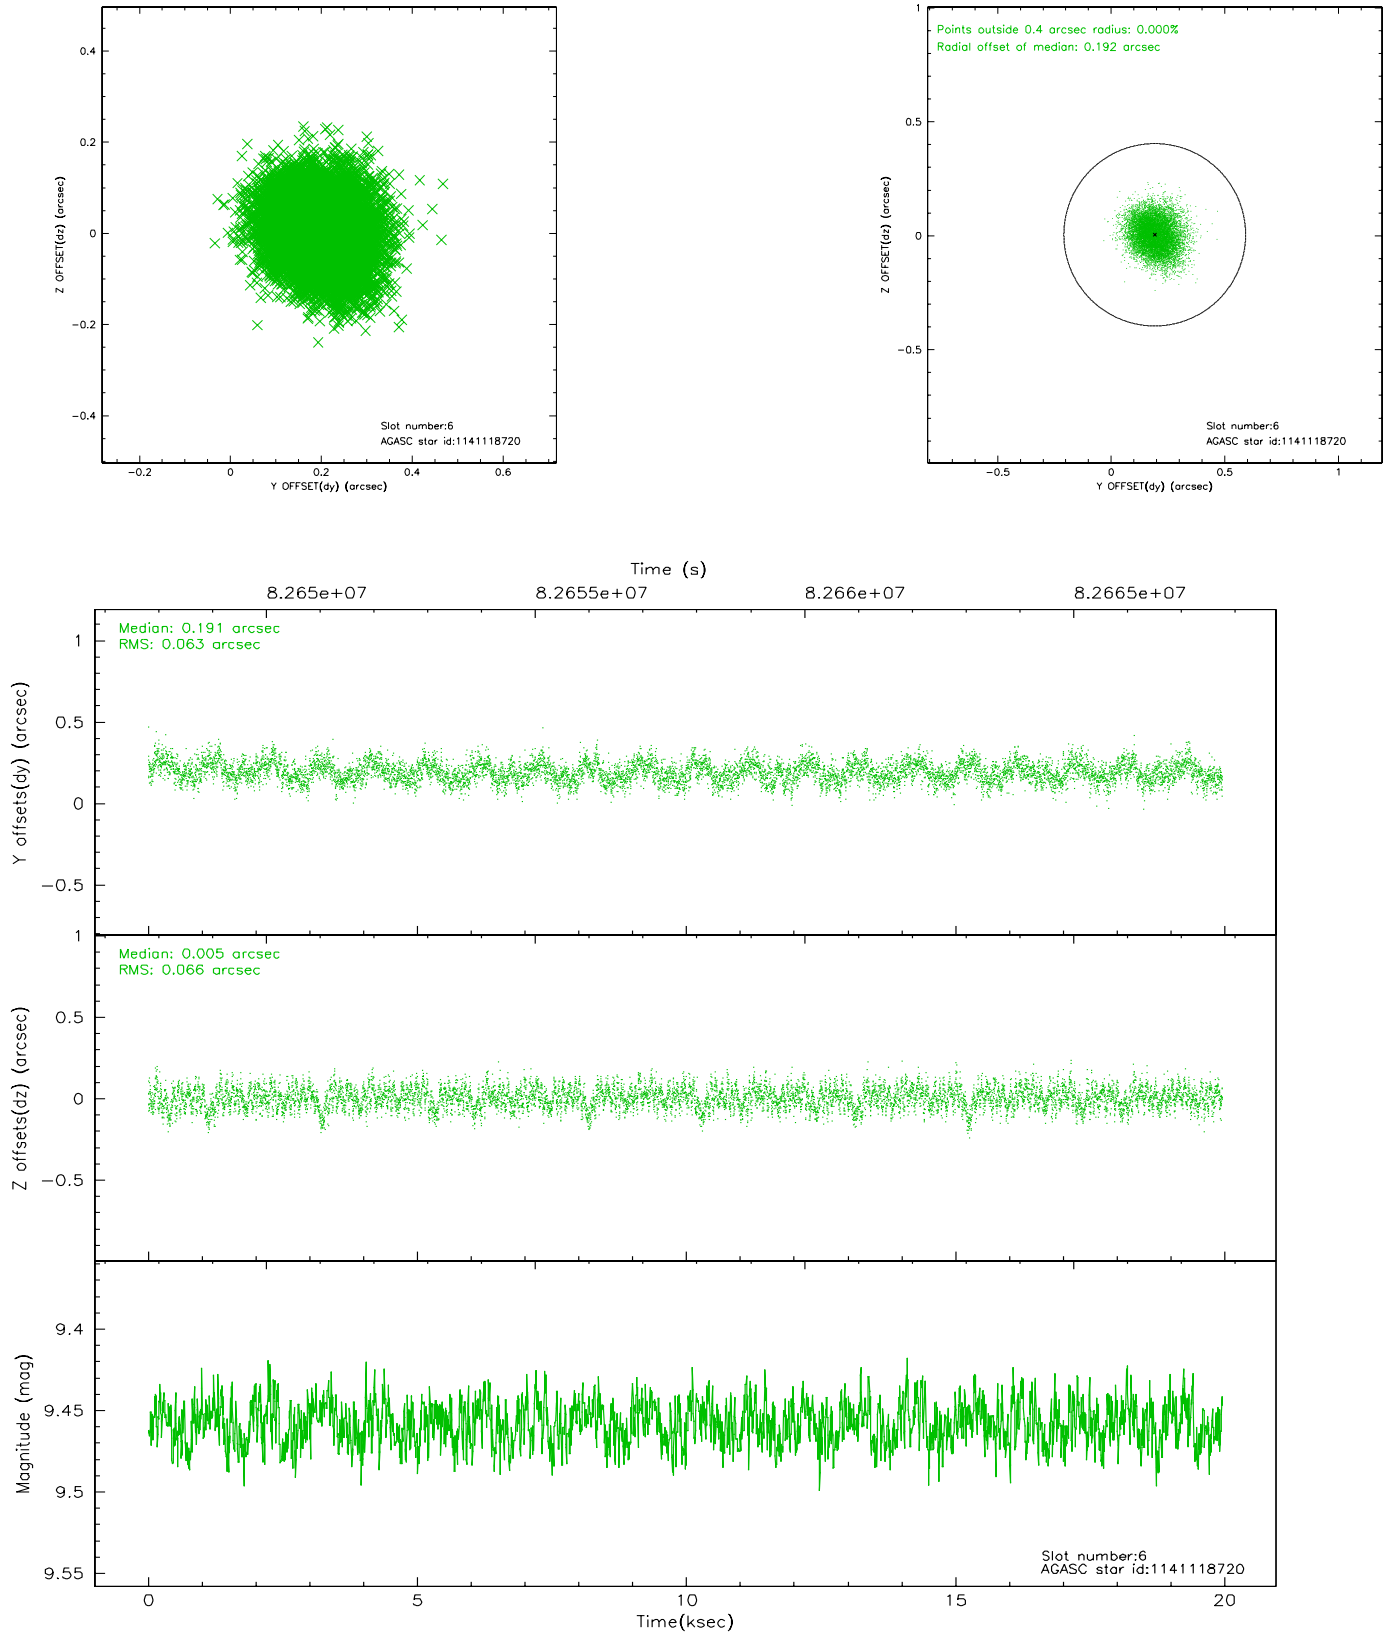 0.4
0.2
0
−0.2
−0.4
Z OFFSET(dz) (arcsec)
−0.2 0 0.2 0.4 0.6
Y OFFSET(dy) (arcsec)
Slot number:6
AGASC star id:1141118720
Points outside 0.4 arcsec radius: 0.000%
Radial offset of median: 0.192 arcsec
1
0.5
0
−0.5
Z OFFSET(dz) (arcsec)
−0.5 0 0.5 1
Y OFFSET(dy) (arcsec)
Slot number:6
AGASC star id:1141118720
Time (s)
8.265e+07 8.2655e+07 8.266e+07 8.2665e+07
Median: 0.191 arcsec
RMS: 0.063 arcsec
1
0.5
0
−0.5
Y offsets(dy) (arcsec)
Median: 0.005 arcsec
RMS: 0.066 arcsec
1
0.5
0
−0.5
Z offsets(dz) (arcsec)
9.4
9.45
9.5
9.55
Magnitude (mag)
Slot number:6
AGASC star id:1141118720
0 5 10 15 20
Time(ksec)